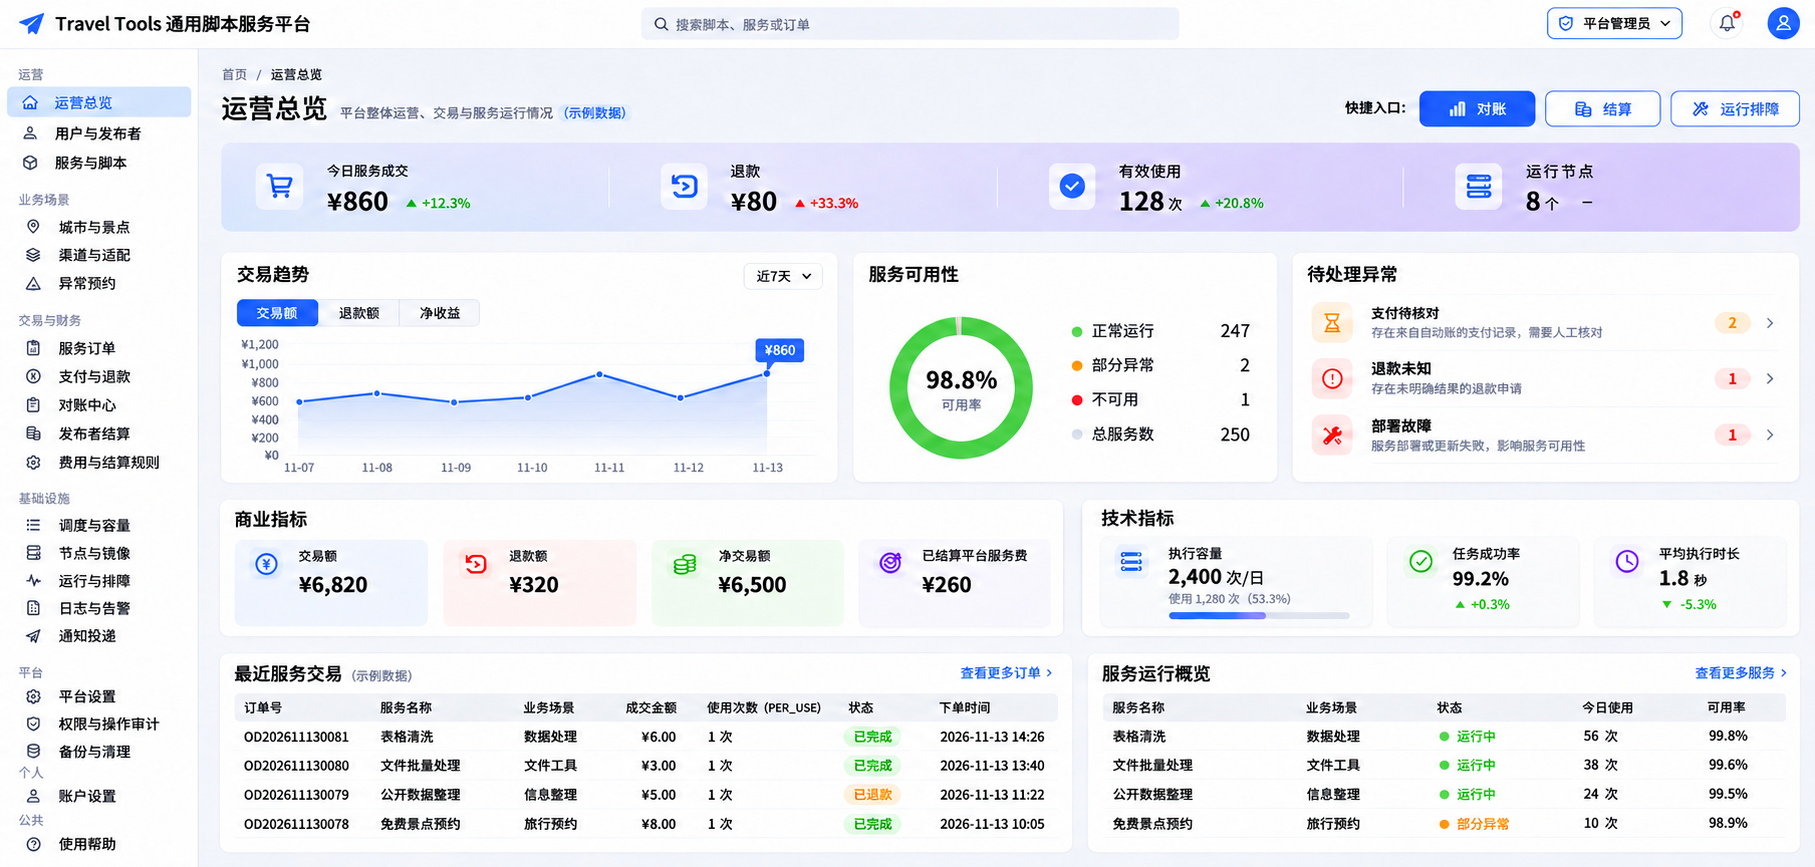 Travel Tools 通用脚本服务平台
搜索脚本、服务或订单
平台管理员
运营
运营总览
用户与发布者
服务与脚本
业务场景
城市与景点
渠道与适配
异常预约
交易与财务
服务订单
支付与退款
对账中心
发布者结算
费用与结算规则
基础设施
调度与容量
节点与镜像
运行与排障
日志与告警
通知投递
平台
平台设置
权限与操作审计
备份与清理
个人
账户设置
公共
使用帮助
首页 / 运营总览
运营总览 平台整体运营、交易与服务运行情况 (示例数据)
快捷入口: 对账 结算 运行排障
今日服务成交
¥860 +12.3%
退款
¥80 +33.3%
有效使用
128 次 +20.8%
运行节点
8 个 –
交易趋势 近7天
交易额 退款额 净收益
¥1,200
¥1,000
¥800
¥600
¥400
¥200
¥0
¥860
11-07 11-08 11-09 11-10 11-11 11-12 11-13
服务可用性
98.8%
可用率
正常运行 247
部分异常 2
不可用 1
总服务数 250
待处理异常
支付待核对
存在来自自动账的支付记录，需要人工核对
2
退款未知
存在未明确结果的退款申请
1
部署故障
服务部署或更新失败，影响服务可用性
1
商业指标
交易额
¥6,820
退款额
¥320
净交易额
¥6,500
已结算平台服务费
¥260
技术指标
执行容量
2,400 次/日
使用 1,280 次 (53.3%)
任务成功率
99.2%
+0.3%
平均执行时长
1.8 秒
-5.3%
最近服务交易 (示例数据) 查看更多订单
订单号 服务名称 业务场景 成交金额 使用次数 (PER_USE) 状态 下单时间
OD202611130081 表格清洗 数据处理 ¥6.00 1 次 已完成 2026-11-13 14:26
OD202611130080 文件批量处理 文件工具 ¥3.00 1 次 已完成 2026-11-13 13:40
OD202611130079 公开数据整理 信息整理 ¥5.00 1 次 已退款 2026-11-13 11:22
OD202611130078 免费景点预约 旅行预约 ¥8.00 1 次 已完成 2026-11-13 10:05
服务运行概览 查看更多服务
服务名称 业务场景 状态 今日使用 可用率
表格清洗 数据处理 运行中 56 次 99.8%
文件批量处理 文件工具 运行中 38 次 99.6%
公开数据整理 信息整理 运行中 24 次 99.5%
免费景点预约 旅行预约 部分异常 10 次 98.9%